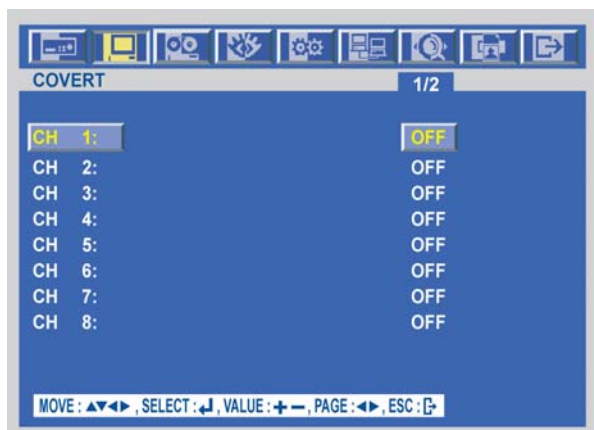 COVERT 1/2
CH 1: OFF
CH 2: OFF
CH 3: OFF
CH 4: OFF
CH 5: OFF
CH 6: OFF
CH 7: OFF
CH 8: OFF
MOVE : ▲▼◀▶ , SELECT : ↵ , VALUE : + − , PAGE : ◀▶ , ESC :